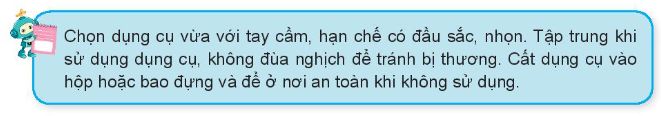 Chọn dụng cụ vừa với tay cầm, hạn chế có đầu sắc, nhọn. Tập trung khi
sử dụng dụng cụ, không đùa nghịch để tránh bị thương. Cất dụng cụ vào
hộp hoặc bao đựng và để ở nơi an toàn khi không sử dụng.